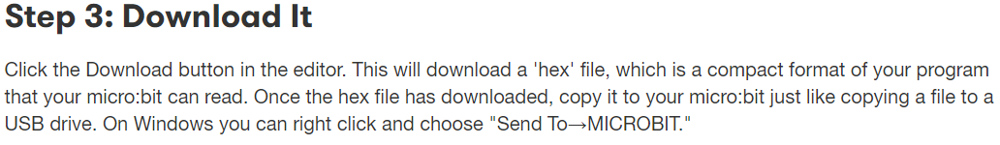 Step 3: Download It
Click the Download button in the editor. This will download a 'hex' file, which is a compact format of your program
that your micro:bit can read. Once the hex file has downloaded, copy it to your micro:bit just like copying a file to a
USB drive. On Windows you can right click and choose "Send To→MICROBIT."